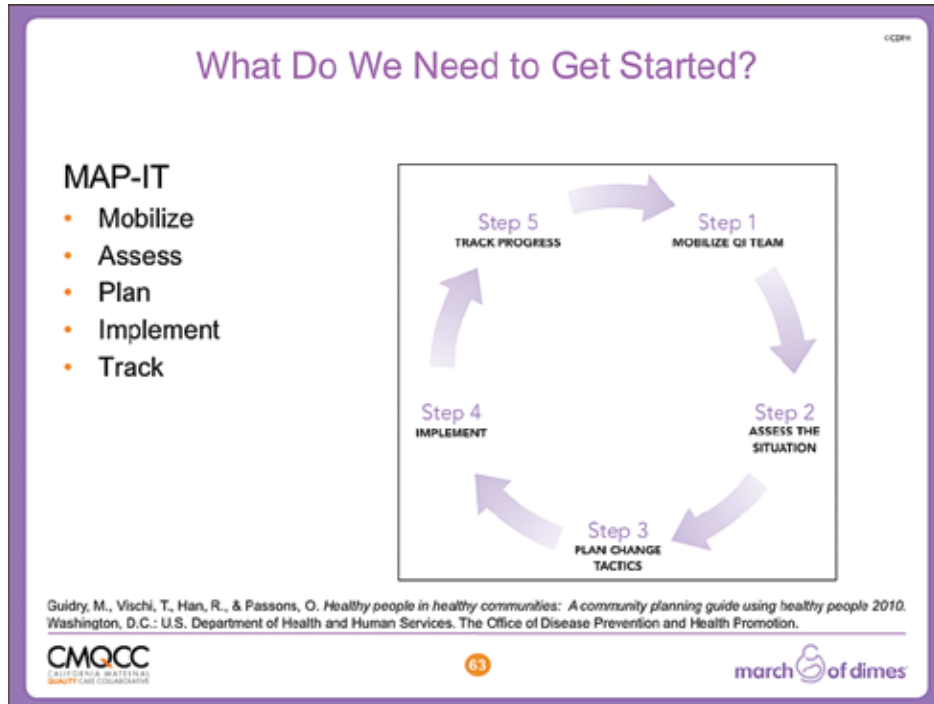 ©CDPH
What Do We Need to Get Started?
MAP-IT
• Mobilize
• Assess
• Plan
• Implement
• Track
Step 1
MOBILIZE QI TEAM
Step 2
ASSESS THE
SITUATION
Step 3
PLAN CHANGE
TACTICS
Step 4
IMPLEMENT
Step 5
TRACK PROGRESS
Guidry, M., Vischi, T., Han, R., & Passons, O. Healthy people in healthy communities: A community planning guide using healthy people 2010.
Washington, D.C.: U.S. Department of Health and Human Services. The Office of Disease Prevention and Health Promotion.
CMQCC
CALIFORNIA MATERNAL
QUALITY CARE COLLABORATIVE
63
march of dimes